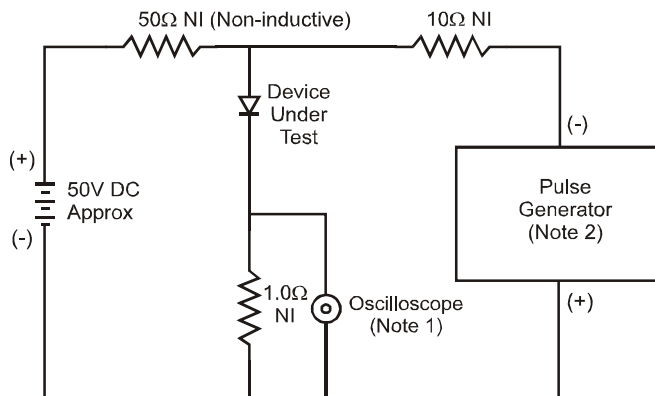 50Ω NI (Non-inductive)
10Ω NI
Device
Under
Test
(-)
(+)
50V DC
Approx
(-)
Pulse
Generator
(Note 2)
1.0Ω
NI
Oscilloscope
(Note 1)
(+)